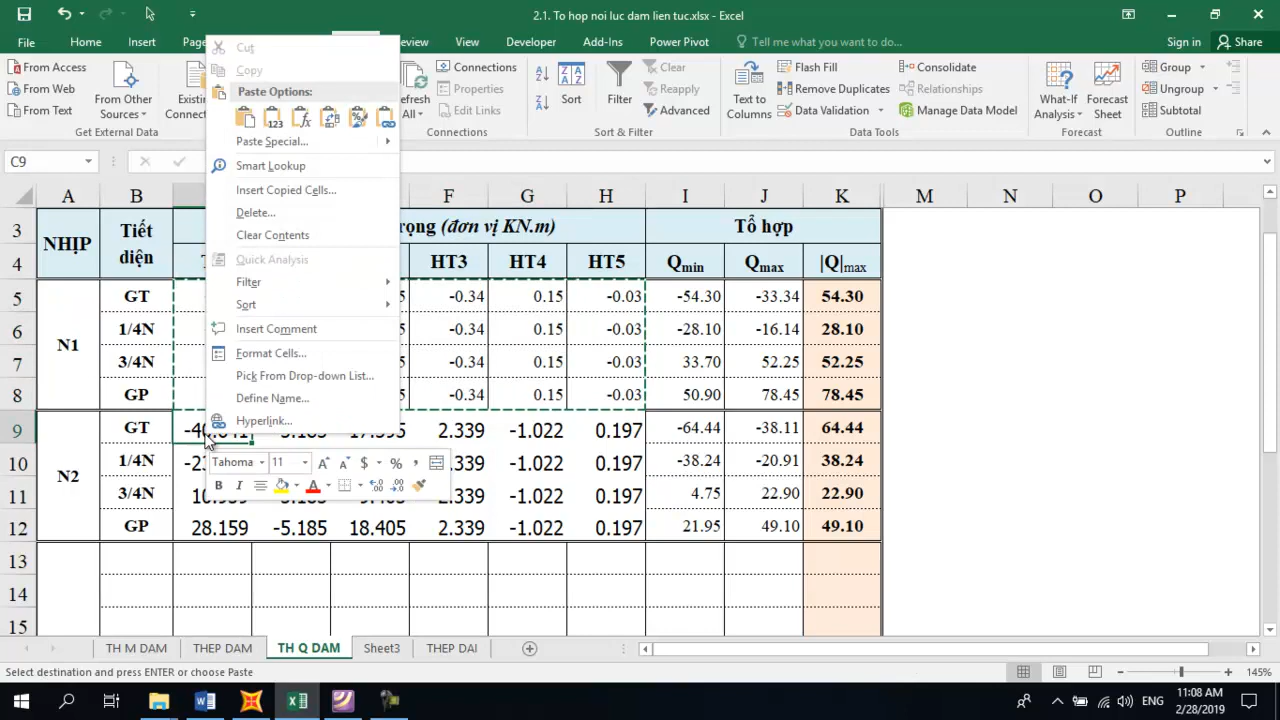 2.1. To hop noi luc dam lien tuc.xlsx - Excel
File Home Insert Pag eview View Developer Add-Ins Power Pivot Tell me what you want to do... Sign in Share
From Access
From Web
From Text
From Other Sources
Get External Data
Existing Connect
Refresh All
Connections
Properties
Edit Links
Connections
Sort
Filter
Clear
Reapply
Advanced
Sort & Filter
Text to Columns
Flash Fill
Remove Duplicates
Data Validation
Consolidate
Relationships
Manage Data Model
Data Tools
What-If Analysis
Forecast Sheet
Forecast
Group
Ungroup
Subtotal
Outline
C9
Cut
Copy
Paste Options:
123
Paste Special...
Smart Lookup
Insert Copied Cells...
Delete...
Clear Contents
Quick Analysis
Filter
Sort
Insert Comment
Format Cells...
Pick From Drop-down List...
Define Name...
Hyperlink...
Tahoma 11
A B F G H I J K M N O P
3 NHỊP Tiết diện rọng (đơn vị KN.m) Tổ hợp
4 T HT3 HT4 HT5 Qmin Qmax |Q|max
5 N1 GT 5 -0.34 0.15 -0.03 -54.30 -33.34 54.30
6 1/4N -0.34 0.15 -0.03 -28.10 -16.14 28.10
7 3/4N 5 -0.34 0.15 -0.03 33.70 52.25 52.25
8 GP 5 -0.34 0.15 -0.03 50.90 78.45 78.45
9 N2 GT 2.339 -1.022 0.197 -64.44 -38.11 64.44
10 1/4N -2 2.339 -1.022 0.197 -38.24 -20.91 38.24
11 3/4N 2.339 -1.022 0.197 4.75 22.90 22.90
12 GP 28.159 -5.185 18.405 2.339 -1.022 0.197 21.95 49.10 49.10
13
14
15
TH M DAM THEP DAM TH Q DAM Sheet3 THEP DAI
Select destination and press ENTER or choose Paste
145%
ENG
11:08 AM
2/28/2019